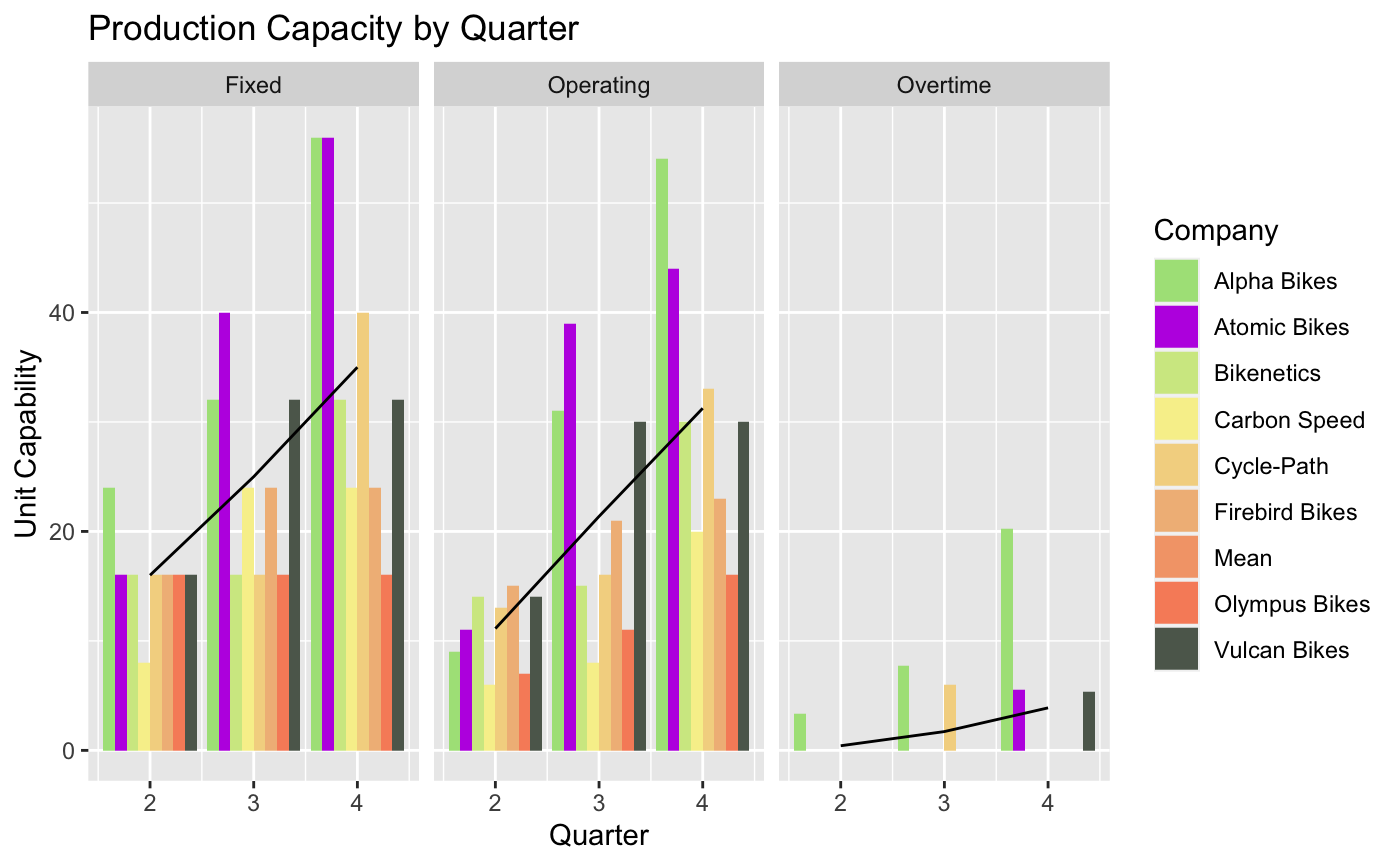 Production Capacity by Quarter
Fixed
Operating
Overtime
Unit Capability
40
20
0
2
3
4
2
3
4
2
3
4
Quarter
Company
Alpha Bikes
Atomic Bikes
Bikenetics
Carbon Speed
Cycle-Path
Firebird Bikes
Mean
Olympus Bikes
Vulcan Bikes